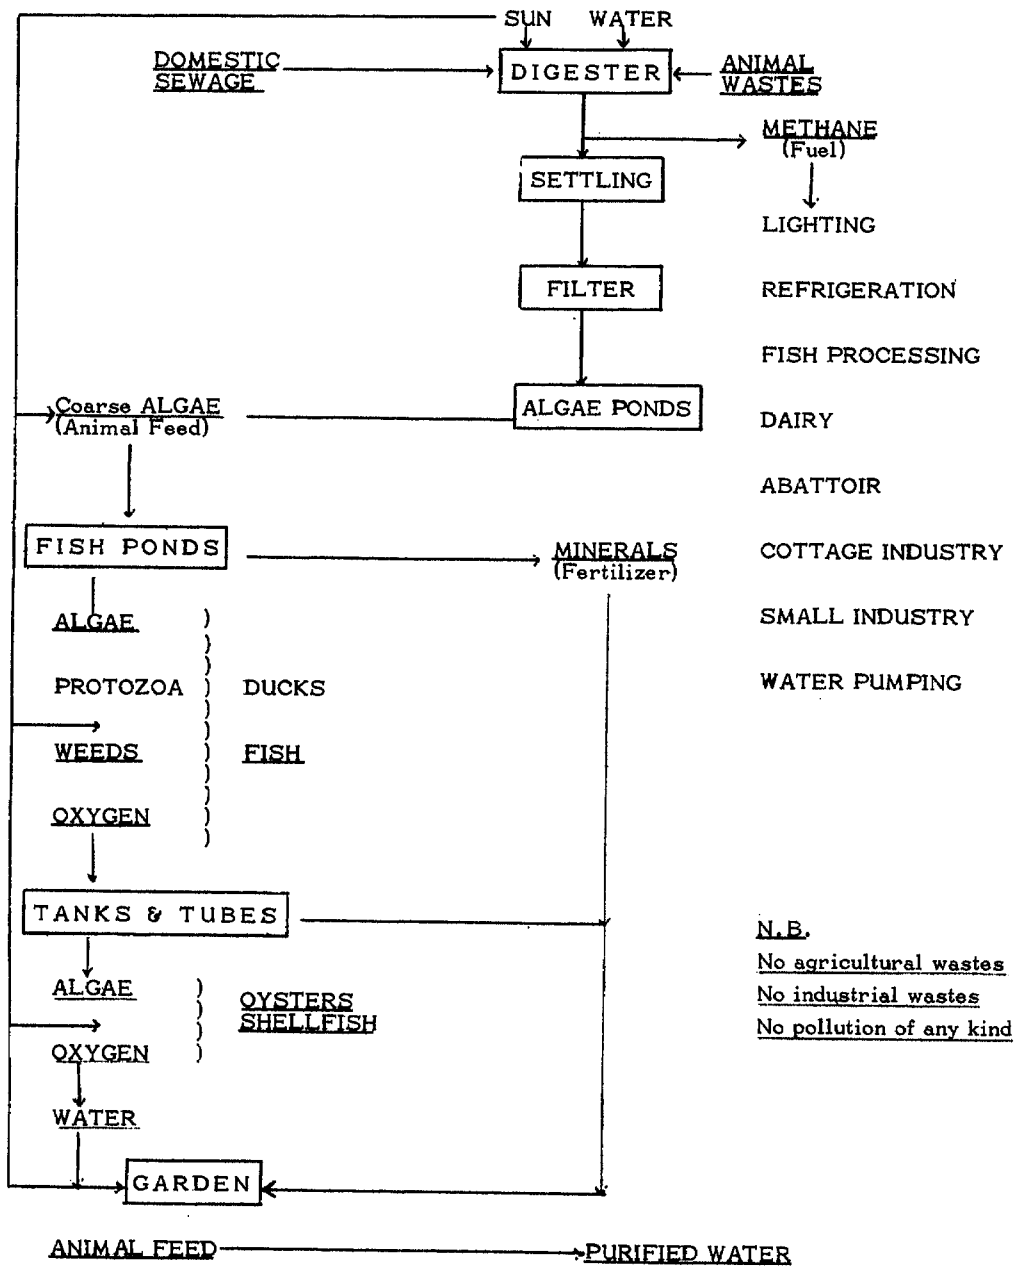 SUN WATER
DOMESTIC
SEWAGE
DIGESTER
ANIMAL
WASTES
METHANE
(Fuel)
SETTLING
LIGHTING
FILTER
REFRIGERATION
FISH PROCESSING
Coarse ALGAE
(Animal Feed)
ALGAE PONDS
DAIRY
ABATTOIR
FISH PONDS
MINERALS
(Fertilizer)
COTTAGE INDUSTRY
ALGAE
SMALL INDUSTRY
PROTOZOA
DUCKS
WATER PUMPING
WEEDS
FISH
OXYGEN
TANKS & TUBES
N.B.
No agricultural wastes
No industrial wastes
No pollution of any kind
ALGAE
OYSTERS
SHELLFISH
OXYGEN
WATER
GARDEN
ANIMAL FEED
PURIFIED WATER